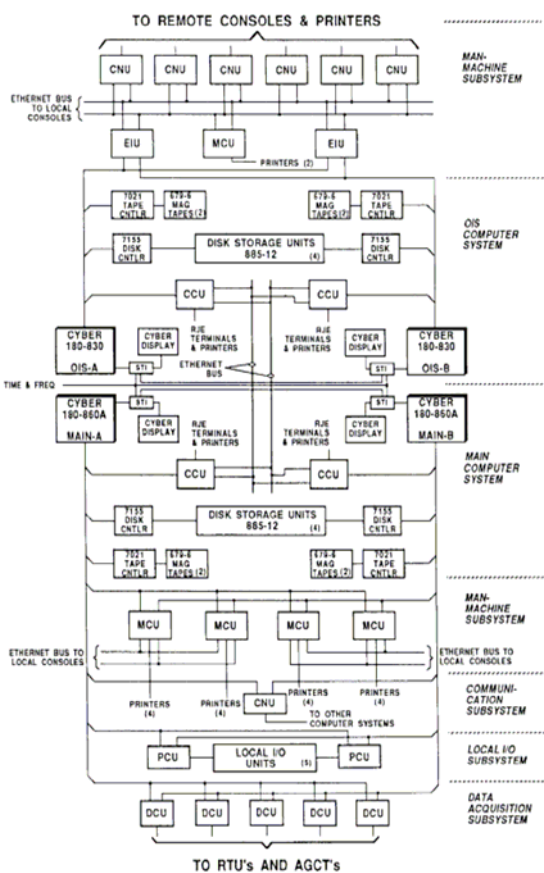 TO REMOTE CONSOLES & PRINTERS
CNU CNU CNU CNU CNU CNU
MAN-
MACHINE
SUBSYSTEM
ETHERNET BUS
TO LOCAL
CONSOLES
EIU MCU EIU
PRINTERS (2)
7021
TAPE
CNTLR
679-6
MAG
TAPES (2)
679-6
MAG
TAPES (2)
7021
TAPE
CNTLR
OIS
COMPUTER
SYSTEM
7155
DISK
CNTLR
DISK STORAGE UNITS
885-12
(4)
7155
DISK
CNTLR
CCU CCU
CYBER
180-830
OIS-A
CYBER
DISPLAY
STI
RJE
TERMINALS
& PRINTERS
ETHERNET
BUS
RJE
TERMINALS
& PRINTERS
CYBER
DISPLAY
STI
CYBER
180-830
OIS-B
TIME & FREQ
CYBER
180-860A
MAIN-A
STI
CYBER
DISPLAY
RJE
TERMINALS
& PRINTERS
RJE
TERMINALS
& PRINTERS
STI
CYBER
DISPLAY
CYBER
180-860A
MAIN-B
MAIN
COMPUTER
SYSTEM
CCU CCU
7155
DISK
CNTLR
DISK STORAGE UNITS
885-12
(4)
7155
DISK
CNTLR
7021
TAPE
CNTLR
679-6
MAG
TAPES (2)
679-6
MAG
TAPES (2)
7021
TAPE
CNTLR
MAN-
MACHINE
SUBSYSTEM
MCU MCU MCU MCU
ETHERNET BUS TO
LOCAL CONSOLES
ETHERNET BUS TO
LOCAL CONSOLES
PRINTERS
(4)
PRINTERS
(4)
CNU
PRINTERS
(4)
PRINTERS
(4)
TO OTHER
COMPUTER SYSTEMS
COMMUNI-
CATION
SUBSYSTEM
PCU
LOCAL I/O
UNITS
(5)
PCU
LOCAL I/O
SUBSYSTEM
DCU DCU DCU DCU DCU
DATA
ACQUISITION
SUBSYSTEM
TO RTU's AND AGCT's